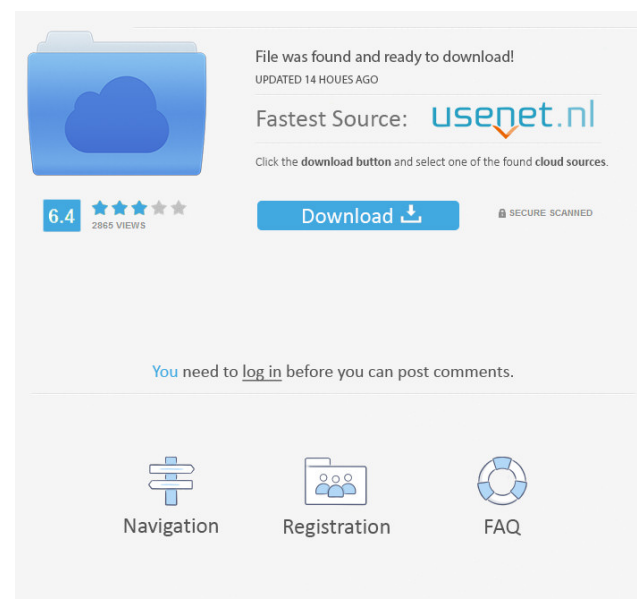 File was found and ready to download!
UPDATED 14 HOUES AGO
Fastest Source: usenet.nl
Click the download button and select one of the found cloud sources.
6.4
2865 VIEWS
Download
SECURE SCANNED
You need to log in before you can post comments.
Navigation
Registration
FAQ